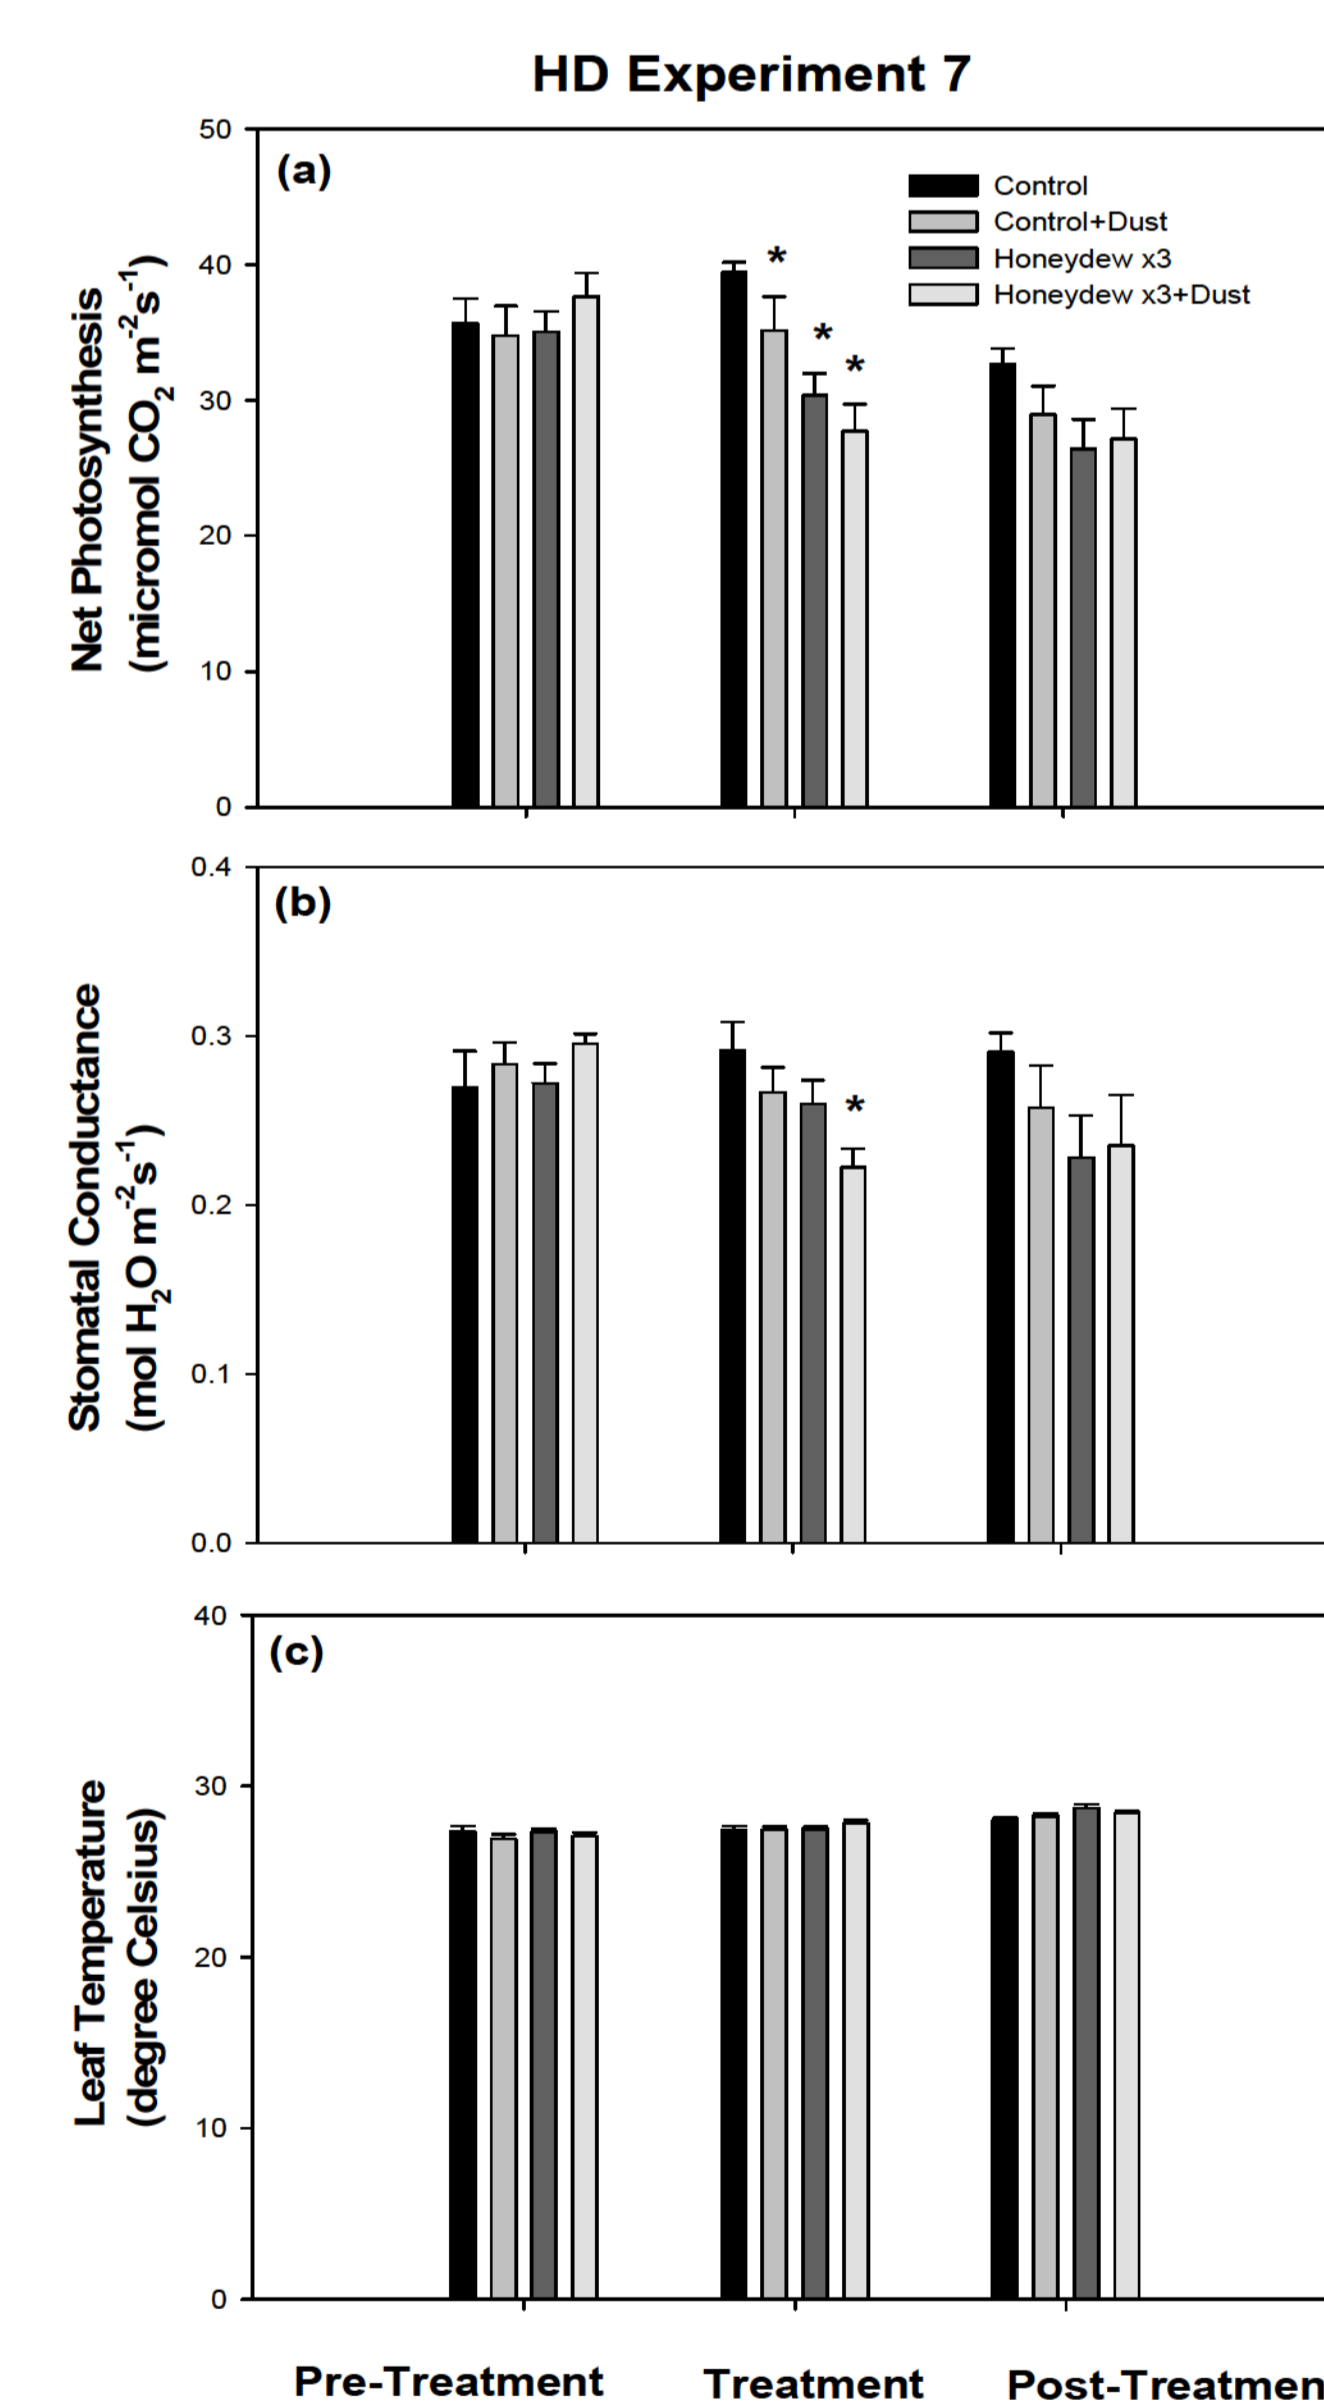 HD Experiment 7
(a)
50
40
30
20
10
0
Net Photosynthesis
(micromol CO₂ m⁻²s⁻¹)
Control
Control+Dust
Honeydew x3
Honeydew x3+Dust
*
*
*
(b)
0.4
0.3
0.2
0.1
0.0
Stomatal Conductance
(mol H₂O m⁻²s⁻¹)
*
(c)
40
30
20
10
0
Leaf Temperature
(degree Celsius)
Pre-Treatment Treatment Post-Treatmen